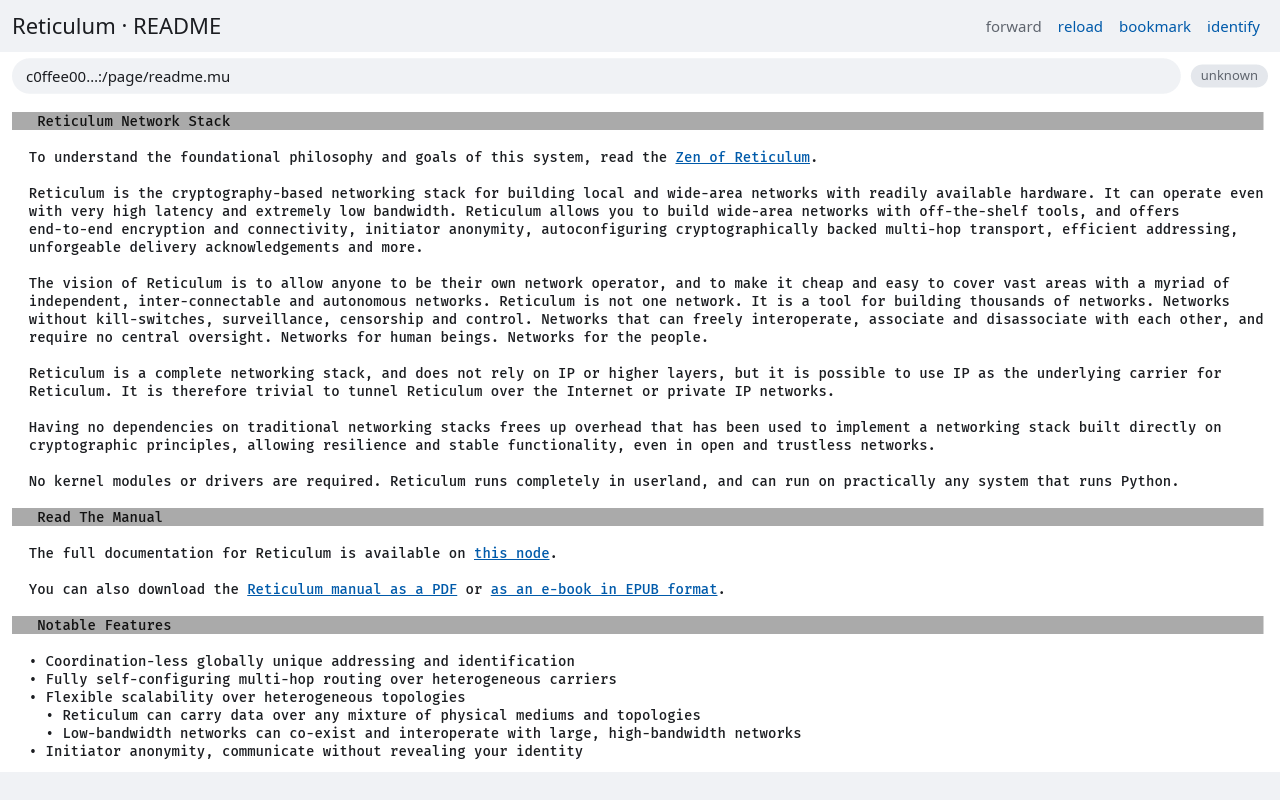 Reticulum · README
forward reload bookmark identify
c0ffee00...:/page/readme.mu
unknown
Reticulum Network Stack
To understand the foundational philosophy and goals of this system, read the Zen of Reticulum.
Reticulum is the cryptography-based networking stack for building local and wide-area networks with readily available hardware. It can operate even
with very high latency and extremely low bandwidth. Reticulum allows you to build wide-area networks with off-the-shelf tools, and offers
end-to-end encryption and connectivity, initiator anonymity, autoconfiguring cryptographically backed multi-hop transport, efficient addressing,
unforgeable delivery acknowledgements and more.
The vision of Reticulum is to allow anyone to be their own network operator, and to make it cheap and easy to cover vast areas with a myriad of
independent, inter-connectable and autonomous networks. Reticulum is not one network. It is a tool for building thousands of networks. Networks
without kill-switches, surveillance, censorship and control. Networks that can freely interoperate, associate and disassociate with each other, and
require no central oversight. Networks for human beings. Networks for the people.
Reticulum is a complete networking stack, and does not rely on IP or higher layers, but it is possible to use IP as the underlying carrier for
Reticulum. It is therefore trivial to tunnel Reticulum over the Internet or private IP networks.
Having no dependencies on traditional networking stacks frees up overhead that has been used to implement a networking stack built directly on
cryptographic principles, allowing resilience and stable functionality, even in open and trustless networks.
No kernel modules or drivers are required. Reticulum runs completely in userland, and can run on practically any system that runs Python.
Read The Manual
The full documentation for Reticulum is available on this node.
You can also download the Reticulum manual as a PDF or as an e-book in EPUB format.
Notable Features
• Coordination-less globally unique addressing and identification
• Fully self-configuring multi-hop routing over heterogeneous carriers
• Flexible scalability over heterogeneous topologies
• Reticulum can carry data over any mixture of physical mediums and topologies
• Low-bandwidth networks can co-exist and interoperate with large, high-bandwidth networks
• Initiator anonymity, communicate without revealing your identity